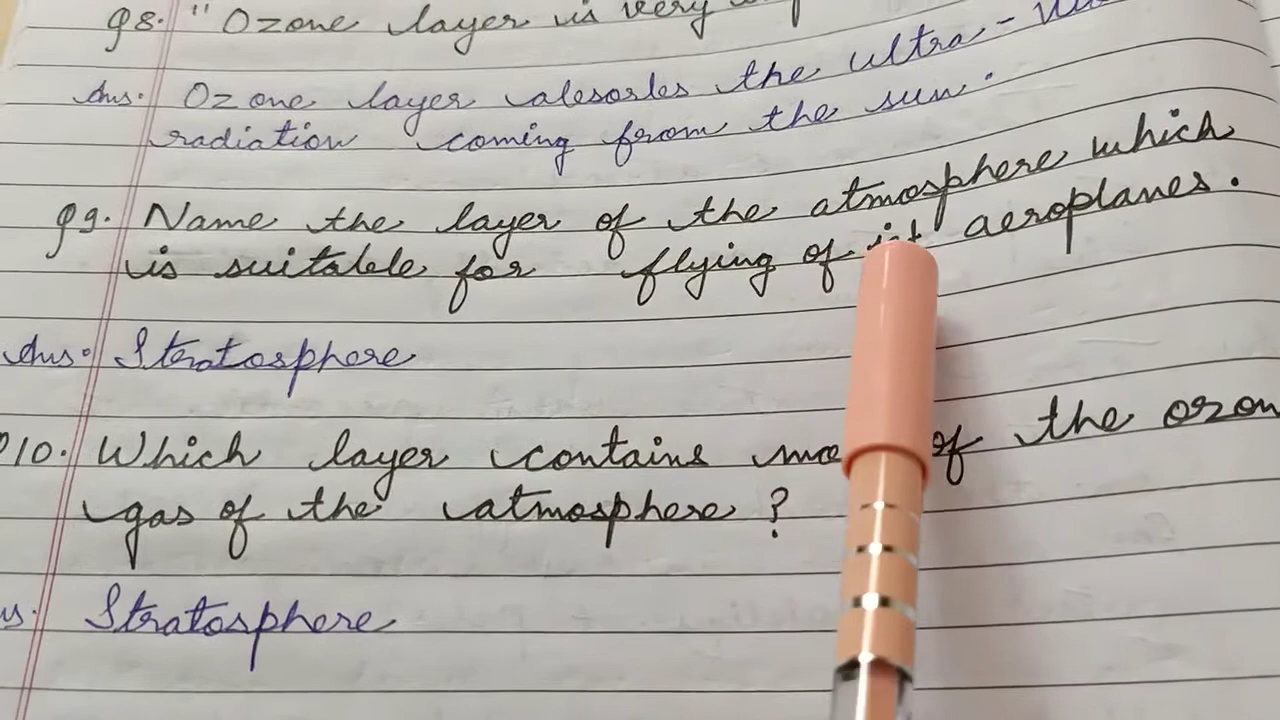 Q8. "Ozone layer is very
Ans. Ozone layer absorbs the ultra-
radiation coming from the sun.
Q9. Name the layer of the atmosphere which
is suitable for flying of jet aeroplanes.
Ans. Stratosphere
Q10. Which layer contains of the
gas of the atmosphere ?
Stratosphere